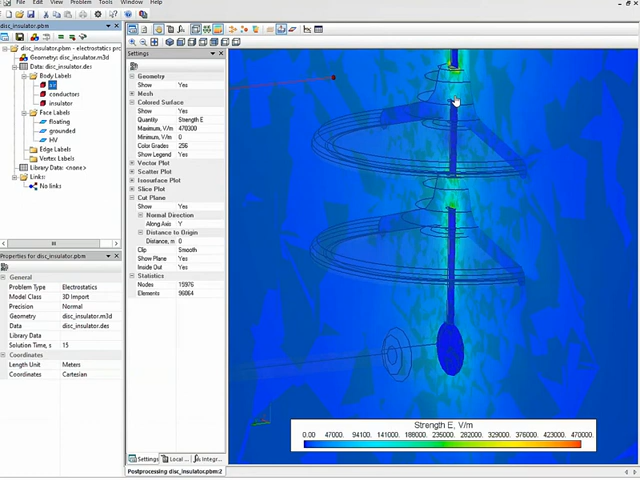 File Edit View Problem Tools Window Help
disc_insulator.pbm
disc_insulator.pbm - electrostatics pr
Geometry: disc_insulator.m3d
Data: disc_insulator.des
Body Labels
conductors
insulator
Face Labels
floating
grounded
HV
Edge Labels
Vertex Labels
Library Data: <none>
Links:
No links
Properties for disc_insulator.pbm
General
Problem Type Electrostatics
Model Class 3D Import
Precision Normal
Geometry disc_insulator.m3d
Data disc_insulator.des
Library Data
Solution Time, s 15
Coordinates
Length Unit Meters
Coordinates Cartesian
Settings
Geometry
Show Yes
Mesh
Colored Surface
Show Yes
Quantity Strength E
Maximum, V/m 470300
Minimum, V/m 0
Color Grades 256
Show Legend Yes
Vector Plot
Scatter Plot
Isosurface Plot
Slice Plot
Cut Plane
Show Yes
Normal Direction
Along Axis Y
Distance to Origin
Distance, m 0
Clip Smooth
Show Plane Yes
Inside Out Yes
Statistics
Nodes 15976
Elements 96064
Settings Local ... Integr...
Postprocessing disc_insulator.pbm:2
Strength E, V/m
0.00 47000. 94100. 141000. 188000. 235000. 282000. 329000. 376000. 423000. 470000.